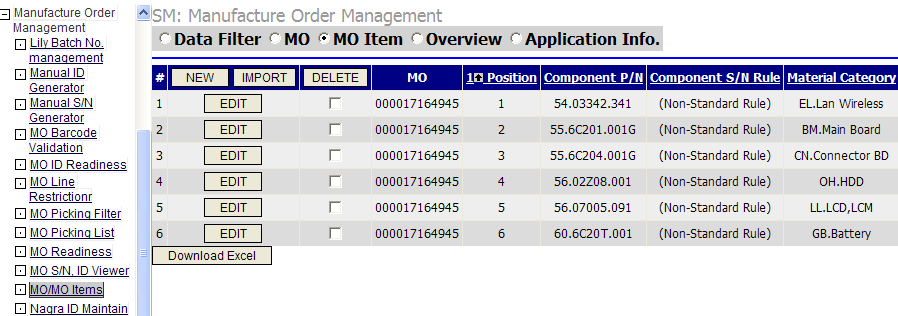 Manufacture Order
Management
Lily Batch No.
management
Manual ID
Generator
Manual S/N
Generator
MO Barcode
Validation
MO ID Readiness
MO Line
Restrictionr
MO Picking Filter
MO Picking List
MO Readiness
MO S/N, ID Viewer
MO/MO Items
Nagra ID Maintain
SM: Manufacture Order Management
Data Filter MO MO Item Overview Application Info.
# NEW IMPORT DELETE MO 1 Position Component P/N Component S/N Rule Material Category
1 EDIT 000017164945 1 54.03342.341 (Non-Standard Rule) EL.Lan Wireless
2 EDIT 000017164945 2 55.6C201.001G (Non-Standard Rule) BM.Main Board
3 EDIT 000017164945 3 55.6C204.001G (Non-Standard Rule) CN.Connector BD
4 EDIT 000017164945 4 56.02Z08.001 (Non-Standard Rule) OH.HDD
5 EDIT 000017164945 5 56.07005.091 (Non-Standard Rule) LL.LCD,LCM
6 EDIT 000017164945 6 60.6C20T.001 (Non-Standard Rule) GB.Battery
Download Excel